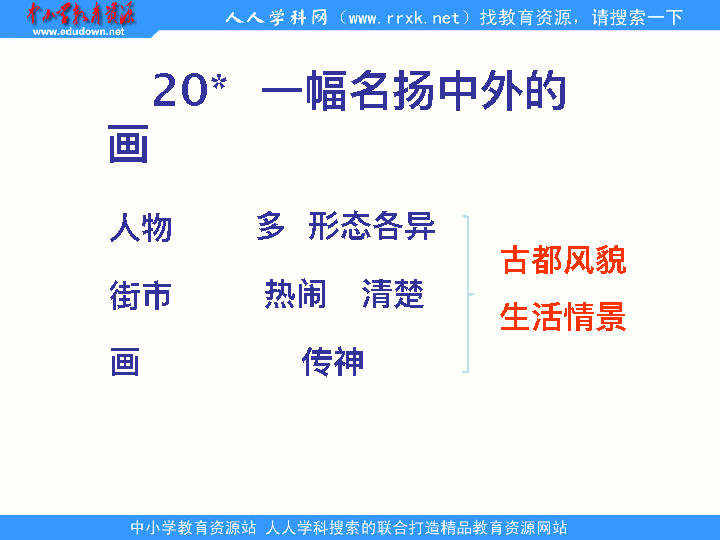 中小学教育资源
www.edudown.net
人人学科网（www.rrxk.net）找教育资源，请搜索一下
20* 一幅名扬中外的
画
人物 多 形态各异
街市 热闹 清楚
画 传神
古都风貌
生活情景
中小学教育资源站 人人学科搜索的联合打造精品教育资源网站